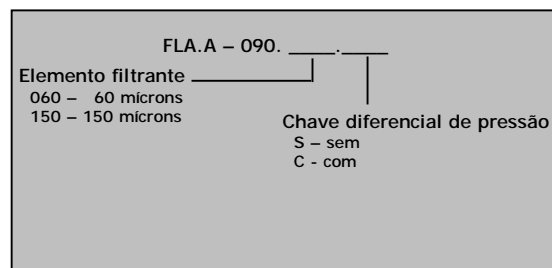 FLA.A – 090. ____.____
Elemento filtrante
060 – 60 mícrons
150 – 150 mícrons
Chave diferencial de pressão
S – sem
C - com